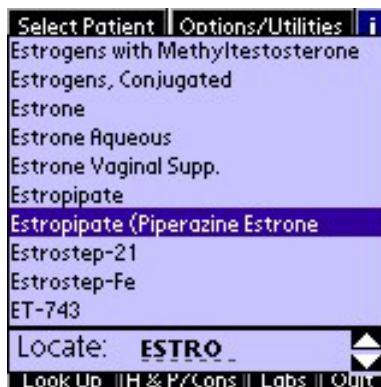 Select Patient Options/Utilities i
Estrogens with Methyltestosterone
Estrogens, Conjugated
Estrone
Estrone Aqueous
Estrone Vaginal Supp.
Estropipate
Estropipate (Piperazine Estrone
Estrostep-21
Estrostep-Fe
ET-743
Locate: ESTRO
Look Up H & P/Cons Labs Quit